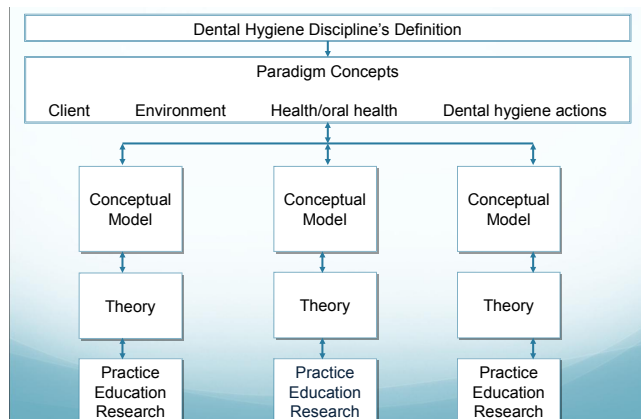 Dental Hygiene Discipline's Definition
Paradigm Concepts
Client Environment Health/oral health Dental hygiene actions
Conceptual Model
Conceptual Model
Conceptual Model
Theory
Theory
Theory
Practice
Education
Research
Practice
Education
Research
Practice
Education
Research